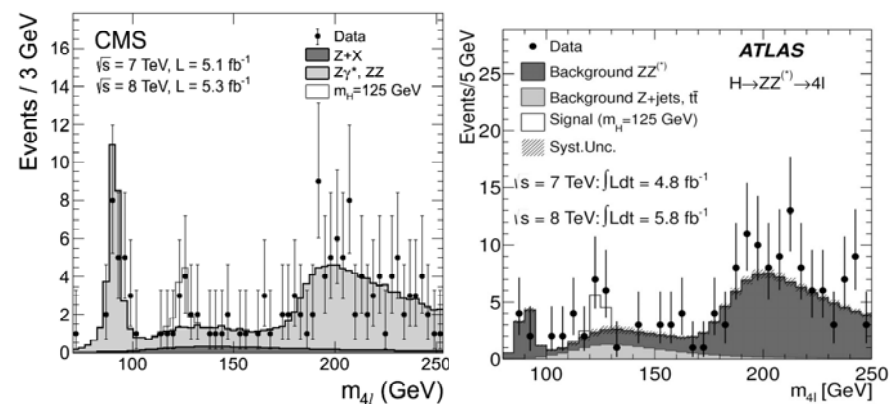 CMS
√s = 7 TeV, L = 5.1 fb⁻¹
√s = 8 TeV, L = 5.3 fb⁻¹
Data
Z+X
Zγ*, ZZ
m_H=125 GeV
Events / 3 GeV
16
14
12
10
8
6
4
2
0
100
150
200
250
m_4l (GeV)
Data
Background ZZ⁽*⁾
Background Z+jets, tt̄
Signal (m_H=125 GeV)
Syst.Unc.
ATLAS
H→ZZ⁽*⁾→4l
√s = 7 TeV: ∫Ldt = 4.8 fb⁻¹
√s = 8 TeV: ∫Ldt = 5.8 fb⁻¹
Events/5 GeV
25
20
15
10
5
0
100
150
200
250
m_4l [GeV]